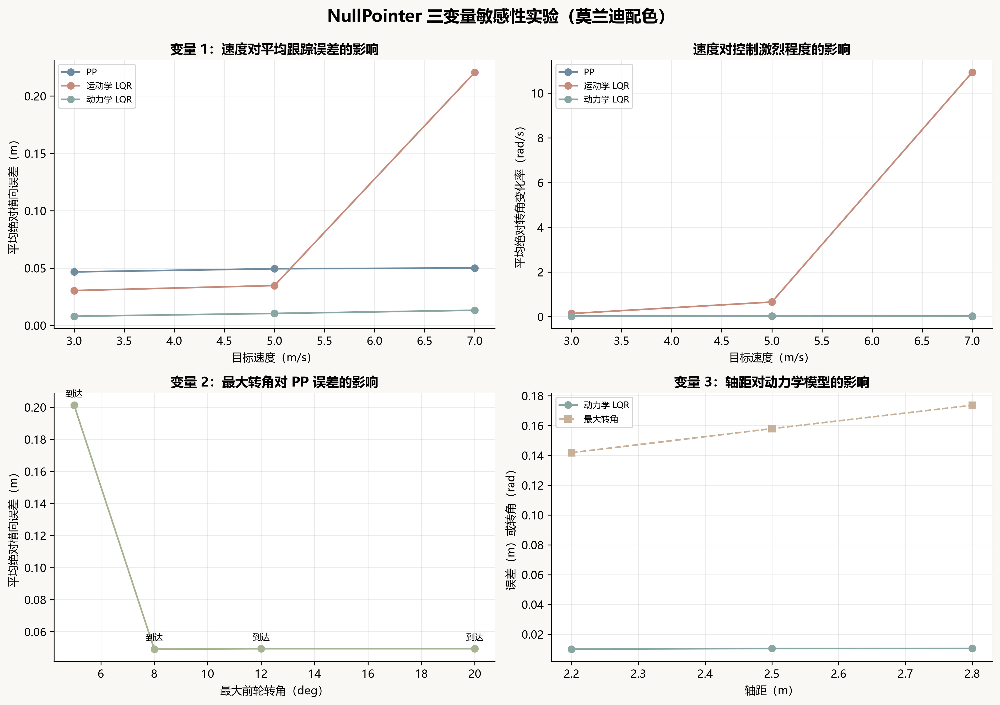 NullPointer 三变量敏感性实验（莫兰迪配色）
变量 1：速度对平均跟踪误差的影响
PP
运动学 LQR
动力学 LQR
平均绝对横向误差（m）
0.20
0.15
0.10
0.05
0.00
3.0 3.5 4.0 4.5 5.0 5.5 6.0 6.5 7.0
目标速度（m/s）
速度对控制激烈程度的影响
PP
运动学 LQR
动力学 LQR
平均绝对转角变化率（rad/s）
10
8
6
4
2
0
3.0 3.5 4.0 4.5 5.0 5.5 6.0 6.5 7.0
目标速度（m/s）
变量 2：最大转角对 PP 误差的影响
到达
平均绝对横向误差（m）
0.20
0.18
0.16
0.14
0.12
0.10
0.08
0.06
到达 到达 到达
6 8 10 12 14 16 18 20
最大前轮转角（deg）
变量 3：轴距对动力学模型的影响
动力学 LQR
最大转角
误差（m）或转角（rad）
0.18
0.16
0.14
0.12
0.10
0.08
0.06
0.04
0.02
2.2 2.3 2.4 2.5 2.6 2.7 2.8
轴距（m）